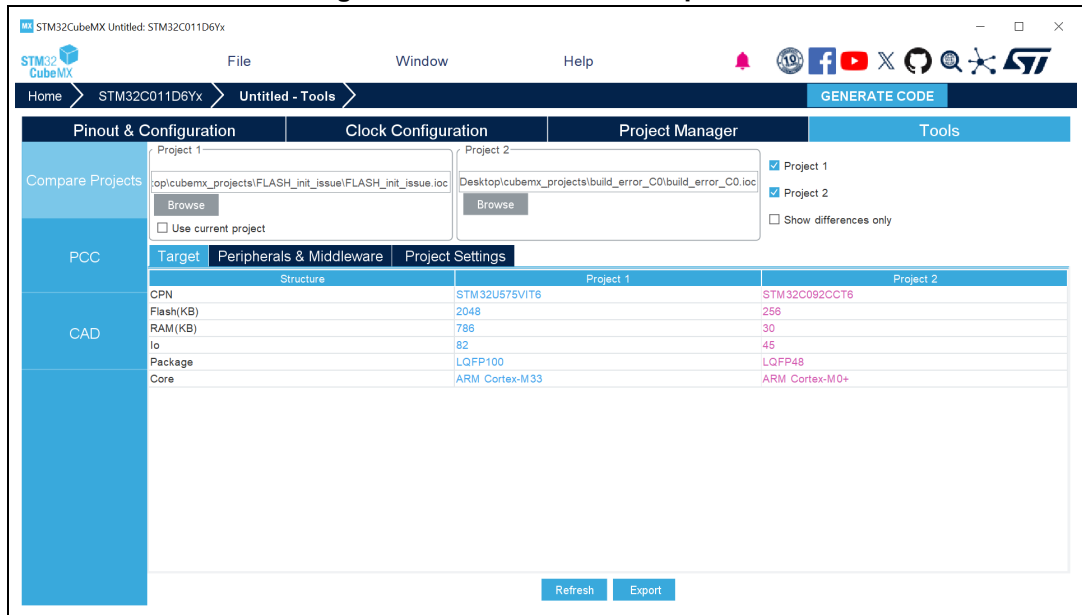 MX STM32CubeMX Untitled: STM32C011D6Yx
STM32 CubeMX
File Window Help
19
Home STM32C011D6Yx Untitled - Tools GENERATE CODE
Pinout & Configuration Clock Configuration Project Manager Tools
Compare Projects
PCC
CAD
Project 1
top\cubemx_projects\FLASH_init_issue\FLASH_init_issue.ioc
Browse
Use current project
Project 2
Desktop\cubemx_projects\build_error_C0\build_error_C0.ioc
Browse
Project 1
Project 2
Show differences only
Target Peripherals & Middleware Project Settings
Structure Project 1 Project 2
CPN STM32U575VIT6 STM32C092CCT6
Flash(KB) 2048 256
RAM(KB) 786 30
Io 82 45
Package LQFP100 LQFP48
Core ARM Cortex-M33 ARM Cortex-M0+
Refresh Export